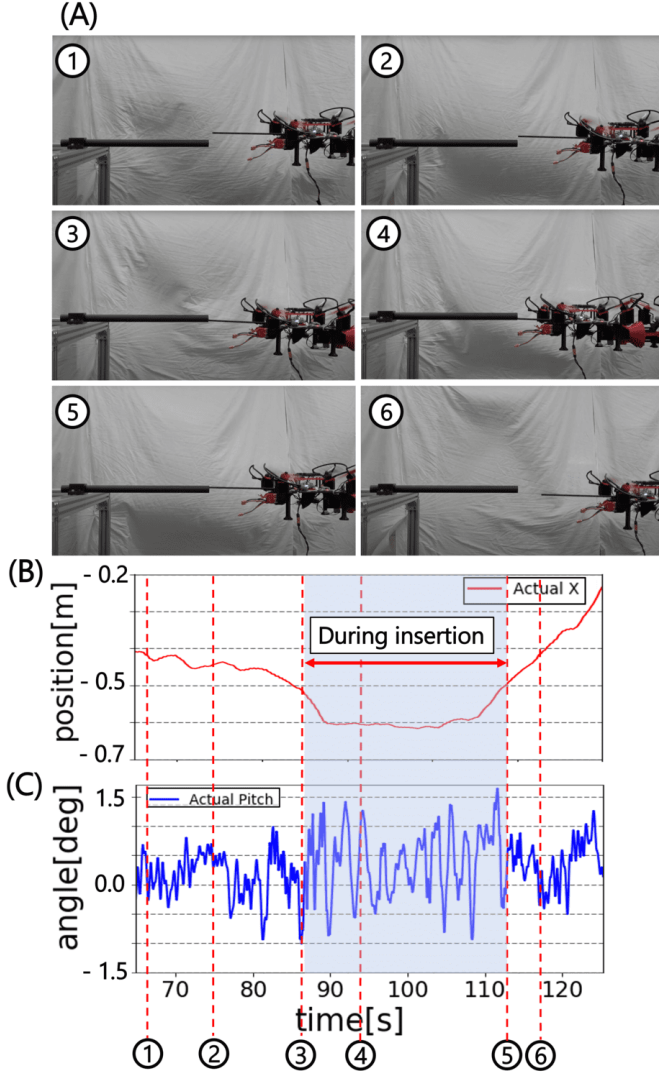 (A)
1
2
3
4
5
6
(B)
position[m]
- 0.2
- 0.5
- 0.7
Actual X
During insertion
(C)
angle[deg]
1.5
0.0
- 1.5
Actual Pitch
70
80
90
100
110
120
time[s]
1
2
3
4
5
6